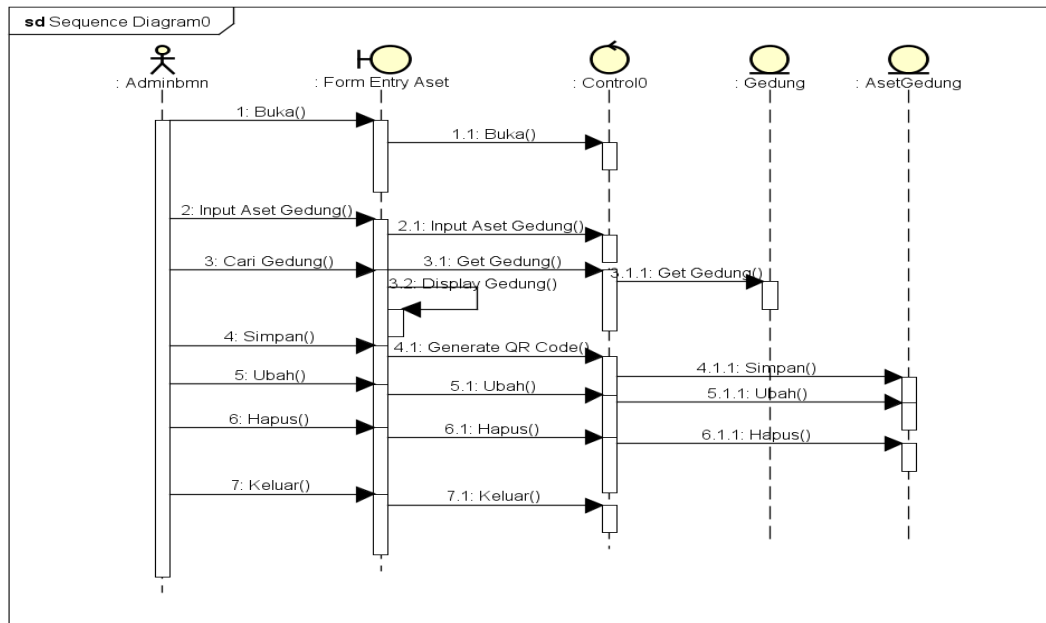 sd Sequence Diagram0
: Adminbmn
: Form Entry Aset
: Control0
: Gedung
: AsetGedung
1: Buka()
1.1: Buka()
2: Input Aset Gedung()
2.1: Input Aset Gedung()
3: Cari Gedung()
3.1: Get Gedung()
3.1.1: Get Gedung()
3.2: Display Gedung()
4: Simpan()
4.1: Generate QR Code()
4.1.1: Simpan()
5: Ubah()
5.1: Ubah()
5.1.1: Ubah()
6: Hapus()
6.1: Hapus()
6.1.1: Hapus()
7: Keluar()
7.1: Keluar()